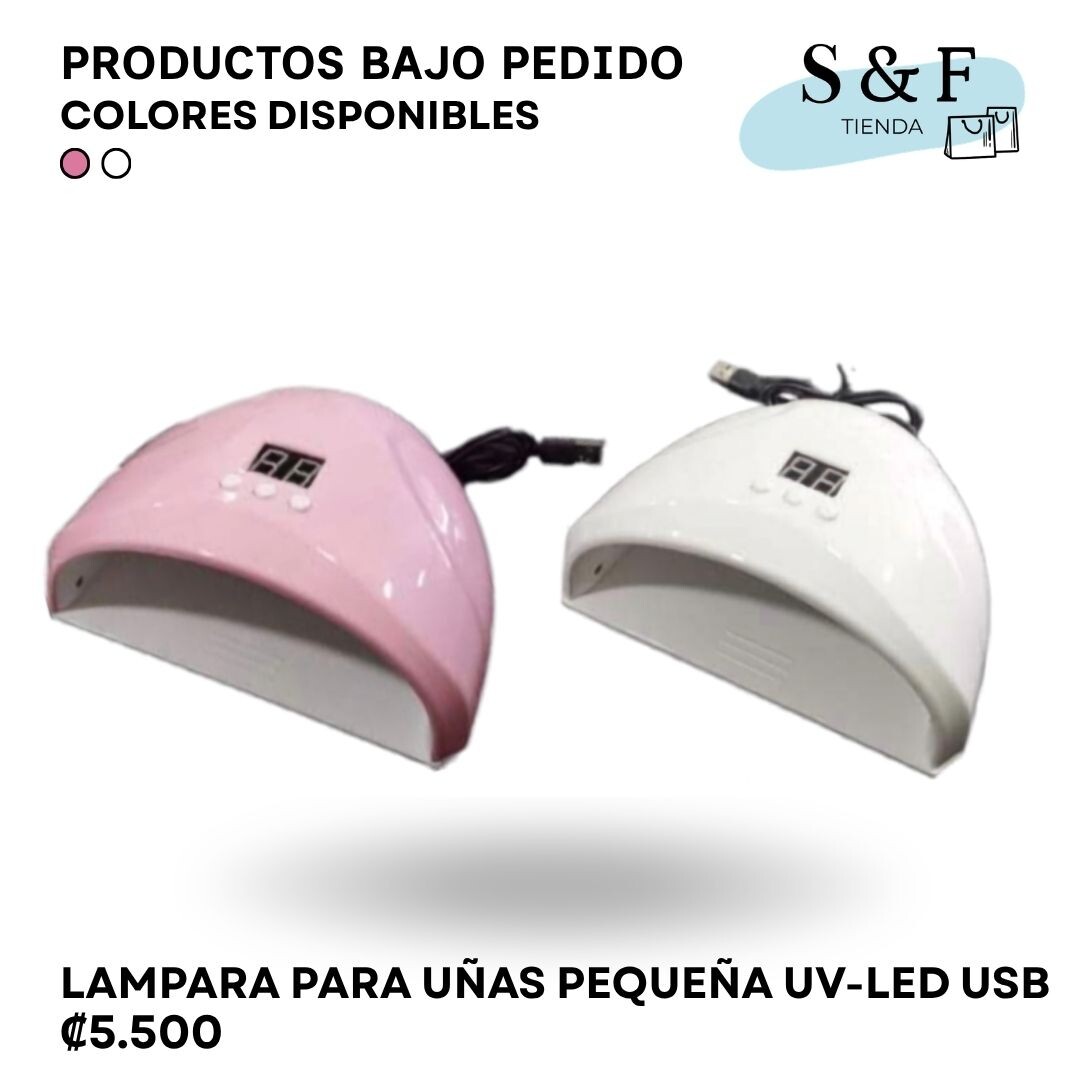 PRODUCTOS BAJO PEDIDO
COLORES DISPONIBLES
S & F
TIENDA
LAMPARA PARA UÑAS PEQUEÑA UV-LED USB
₡5.500